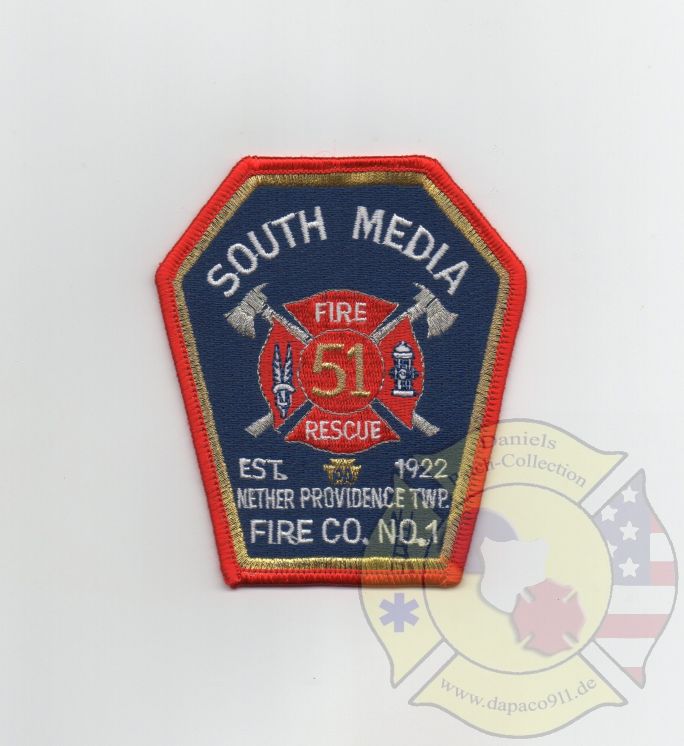 SOUTH MEDIA
FIRE
51
RESCUE
EST. 1922
NETHER PROVIDENCE TWP.
FIRE CO. NO.1
Daniels
-Collection
www.dapaco911.de